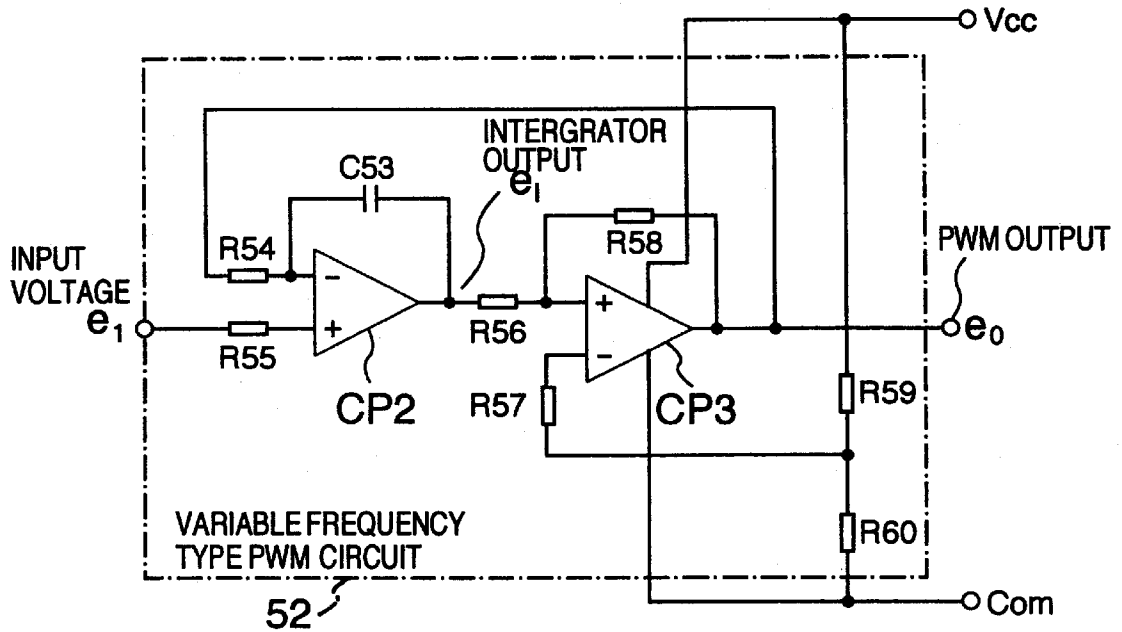 Vcc
INTERGRATOR
OUTPUT
eI
C53
R54
R58
PWM OUTPUT
INPUT
VOLTAGE
e1
R55
R56
e0
CP2
R57
CP3
R59
VARIABLE FREQUENCY
TYPE PWM CIRCUIT
R60
52
Com